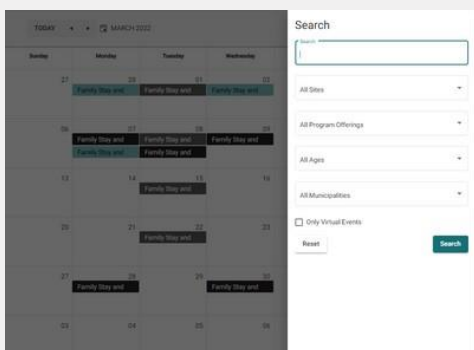 TODAY MARCH 2022
Sunday Monday Tuesday Wednesday
27 28 01 02
Family Stay and Family Stay and Family Stay and
06 07 08 09
Family Stay and Family Stay and Family Stay and
Family Stay and Family Stay and
13 14 15 16
Family Stay and
20 21 22 23
Family Stay and
27 28 29 30
Family Stay and Family Stay and
03 04 05 06
Search
Search
All Sites
All Program Offerings
All Ages
All Municipalities
Only Virtual Events
Reset Search